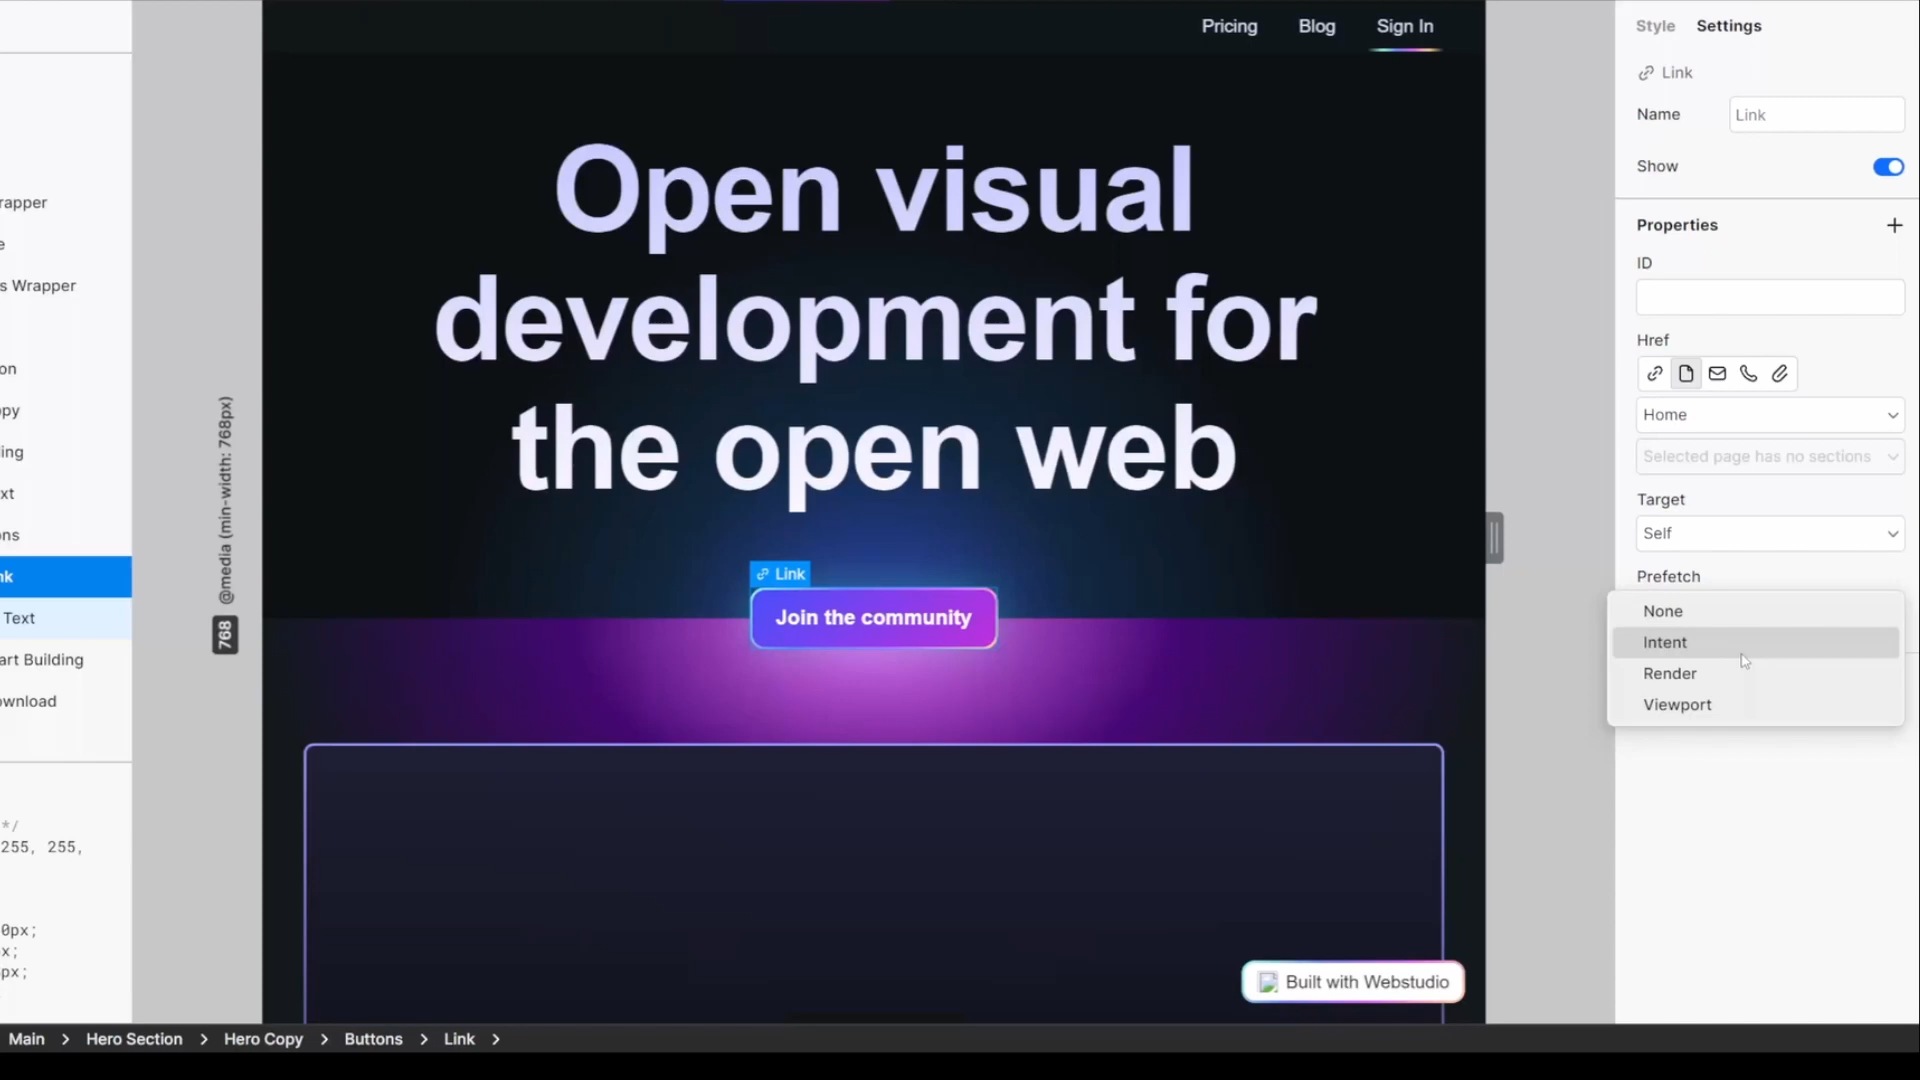 rapper
e
s Wrapper
on
py
ing
xt
ons
nk
Text
art Building
wnload
*/
255, 255,
0px;
x;
px;
768 @media (min-width: 768px)
Pricing Blog Sign In
Open visual
development for
the open web
Link
Join the community
Built with Webstudio
Style Settings
Link
Name Link
Show
Properties
ID
Href
Home
Selected page has no sections
Target
Self
Prefetch
None
Intent
Render
Viewport
Main > Hero Section > Hero Copy > Buttons > Link >